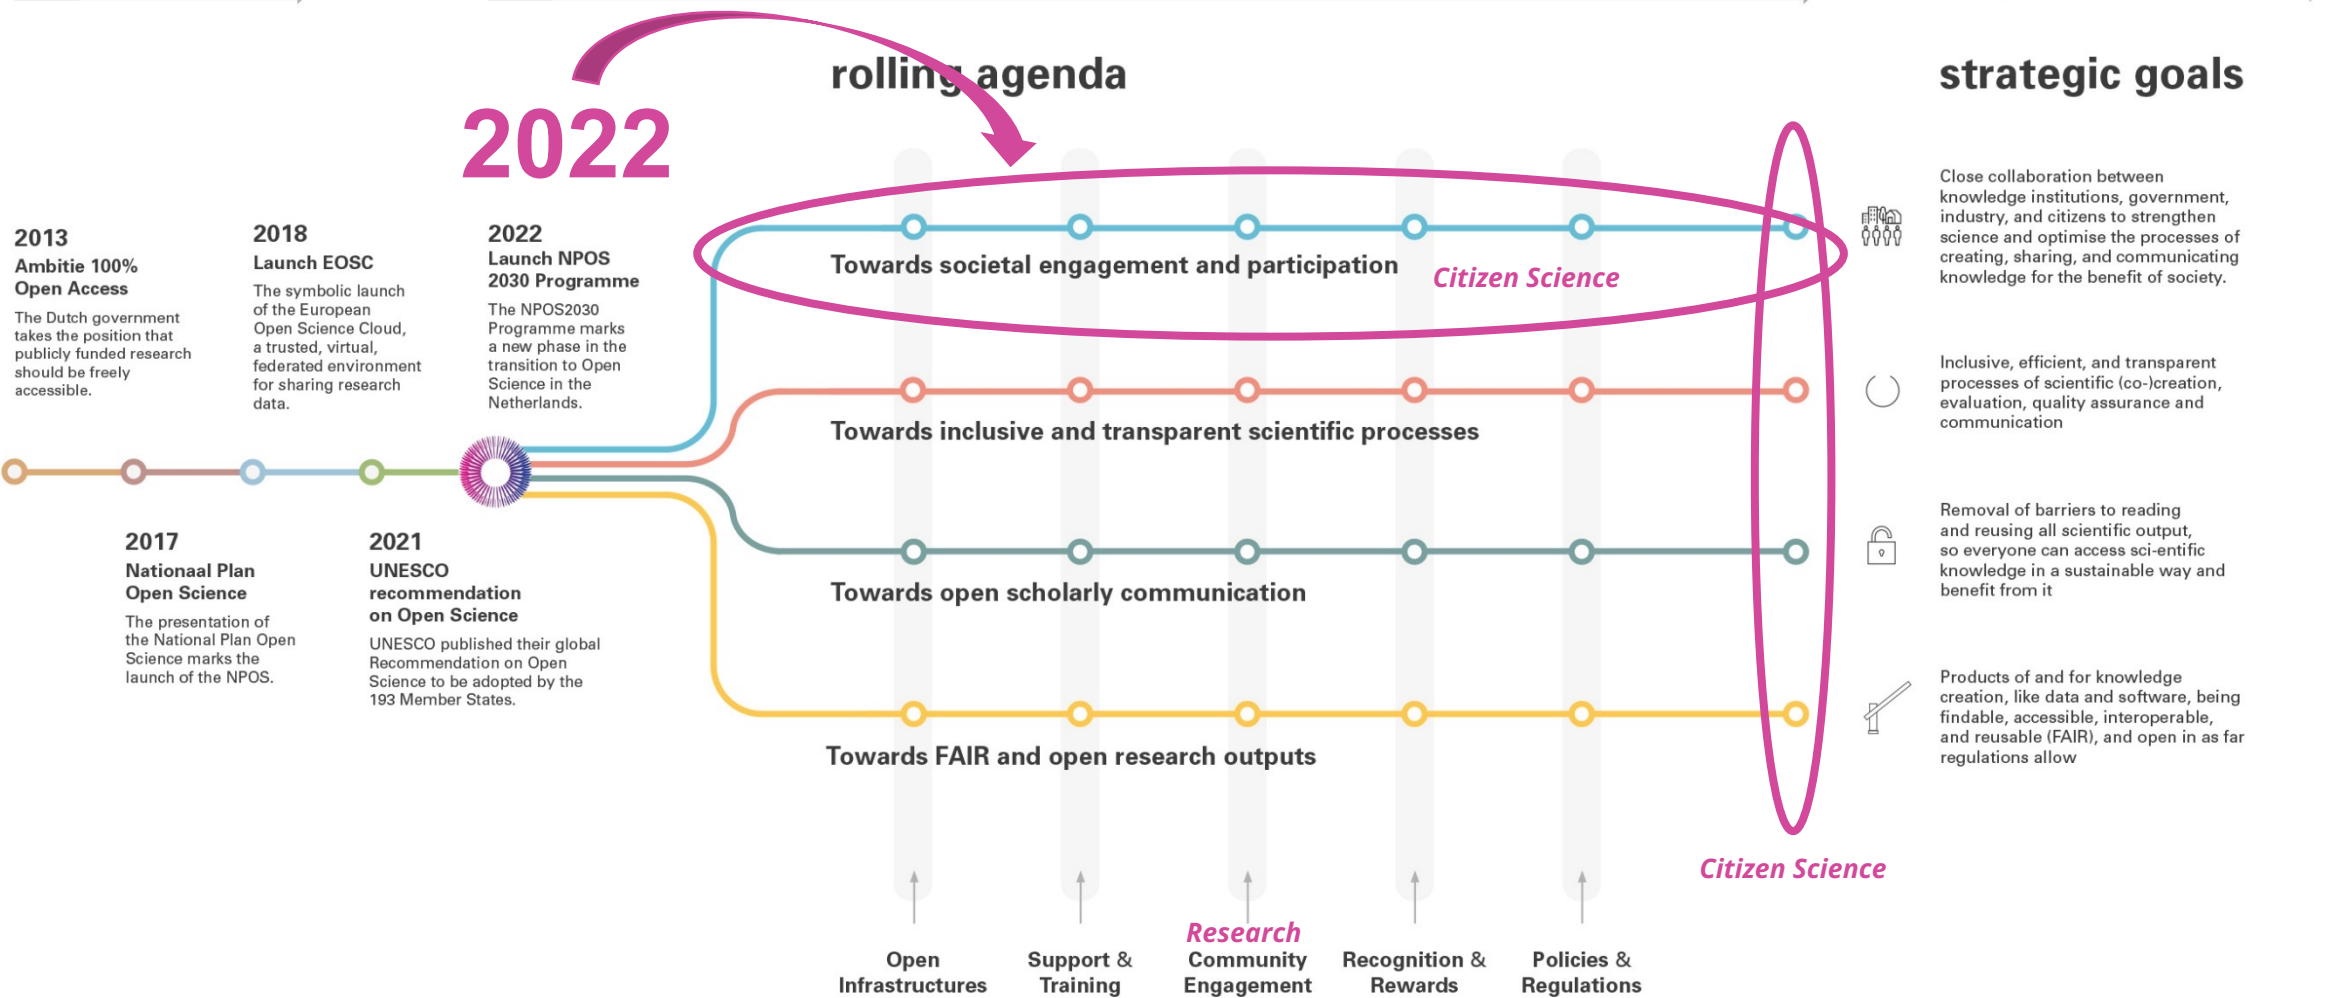 rolling agenda
strategic goals
2022
2013
Ambitie 100%
Open Access
The Dutch government
takes the position that
publicly funded research
should be freely
accessible.
2018
Launch EOSC
The symbolic launch
of the European
Open Science Cloud,
a trusted, virtual,
federated environment
for sharing research
data.
2022
Launch NPOS
2030 Programme
The NPOS2030
Programme marks
a new phase in the
transition to Open
Science in the
Netherlands.
2017
Nationaal Plan
Open Science
The presentation of
the National Plan Open
Science marks the
launch of the NPOS.
2021
UNESCO
recommendation
on Open Science
UNESCO published their global
Recommendation on Open
Science to be adopted by the
193 Member States.
Towards societal engagement and participation
Citizen Science
Towards inclusive and transparent scientific processes
Towards open scholarly communication
Towards FAIR and open research outputs
Close collaboration between
knowledge institutions, government,
industry, and citizens to strengthen
science and optimise the processes of
creating, sharing, and communicating
knowledge for the benefit of society.
Inclusive, efficient, and transparent
processes of scientific (co-)creation,
evaluation, quality assurance and
communication
Removal of barriers to reading
and reusing all scientific output,
so everyone can access sci-entific
knowledge in a sustainable way and
benefit from it
Products of and for knowledge
creation, like data and software, being
findable, accessible, interoperable,
and reusable (FAIR), and open in as far
regulations allow
Citizen Science
Open
Infrastructures
Support &
Training
Research
Community
Engagement
Recognition &
Rewards
Policies &
Regulations